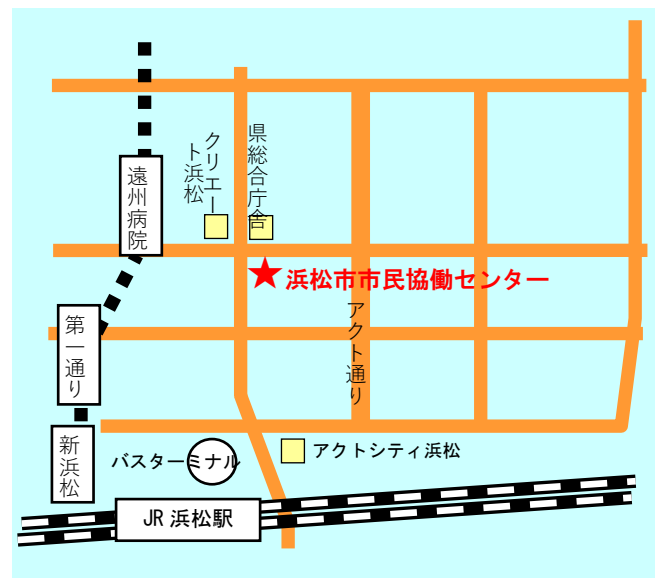 県総合庁舎
クリエー
ト浜松
遠州病院
浜松市市民協働センター
アクト通り
第一通り
新浜松
バスターミナル
アクトシティ浜松
JR 浜松駅